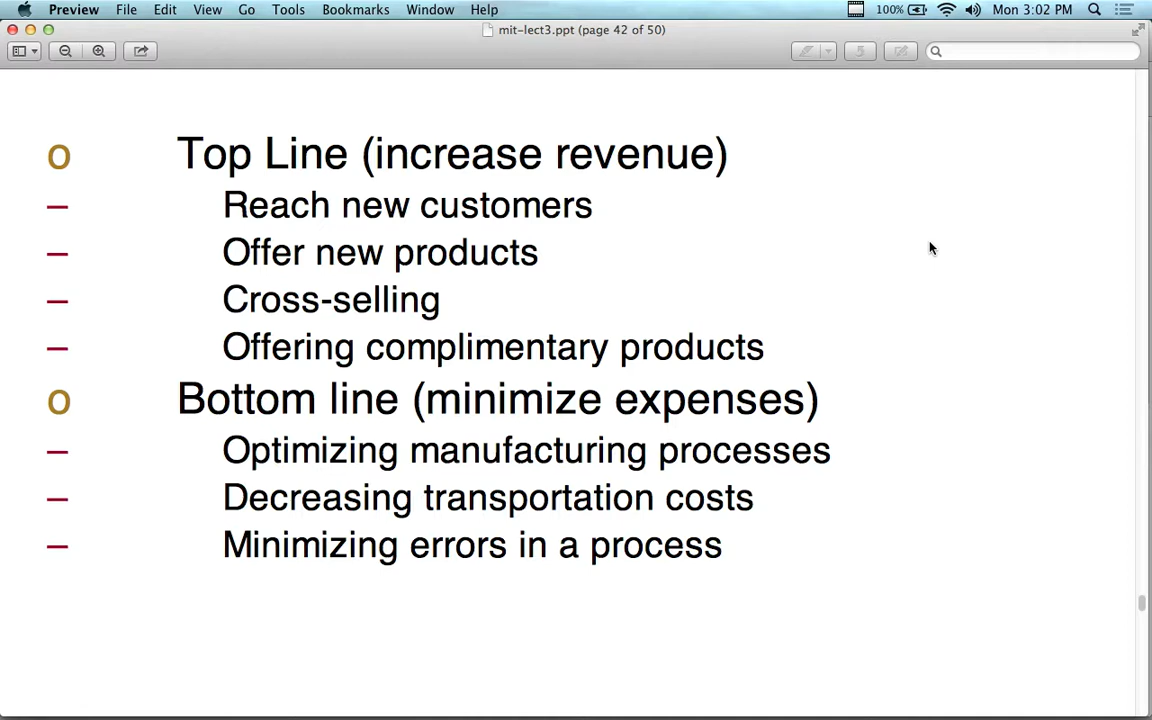 Preview File Edit View Go Tools Bookmarks Window Help 100% Mon 3:02 PM
mit-lect3.ppt (page 42 of 50)
o Top Line (increase revenue)
– Reach new customers
– Offer new products
– Cross-selling
– Offering complimentary products
o Bottom line (minimize expenses)
– Optimizing manufacturing processes
– Decreasing transportation costs
– Minimizing errors in a process